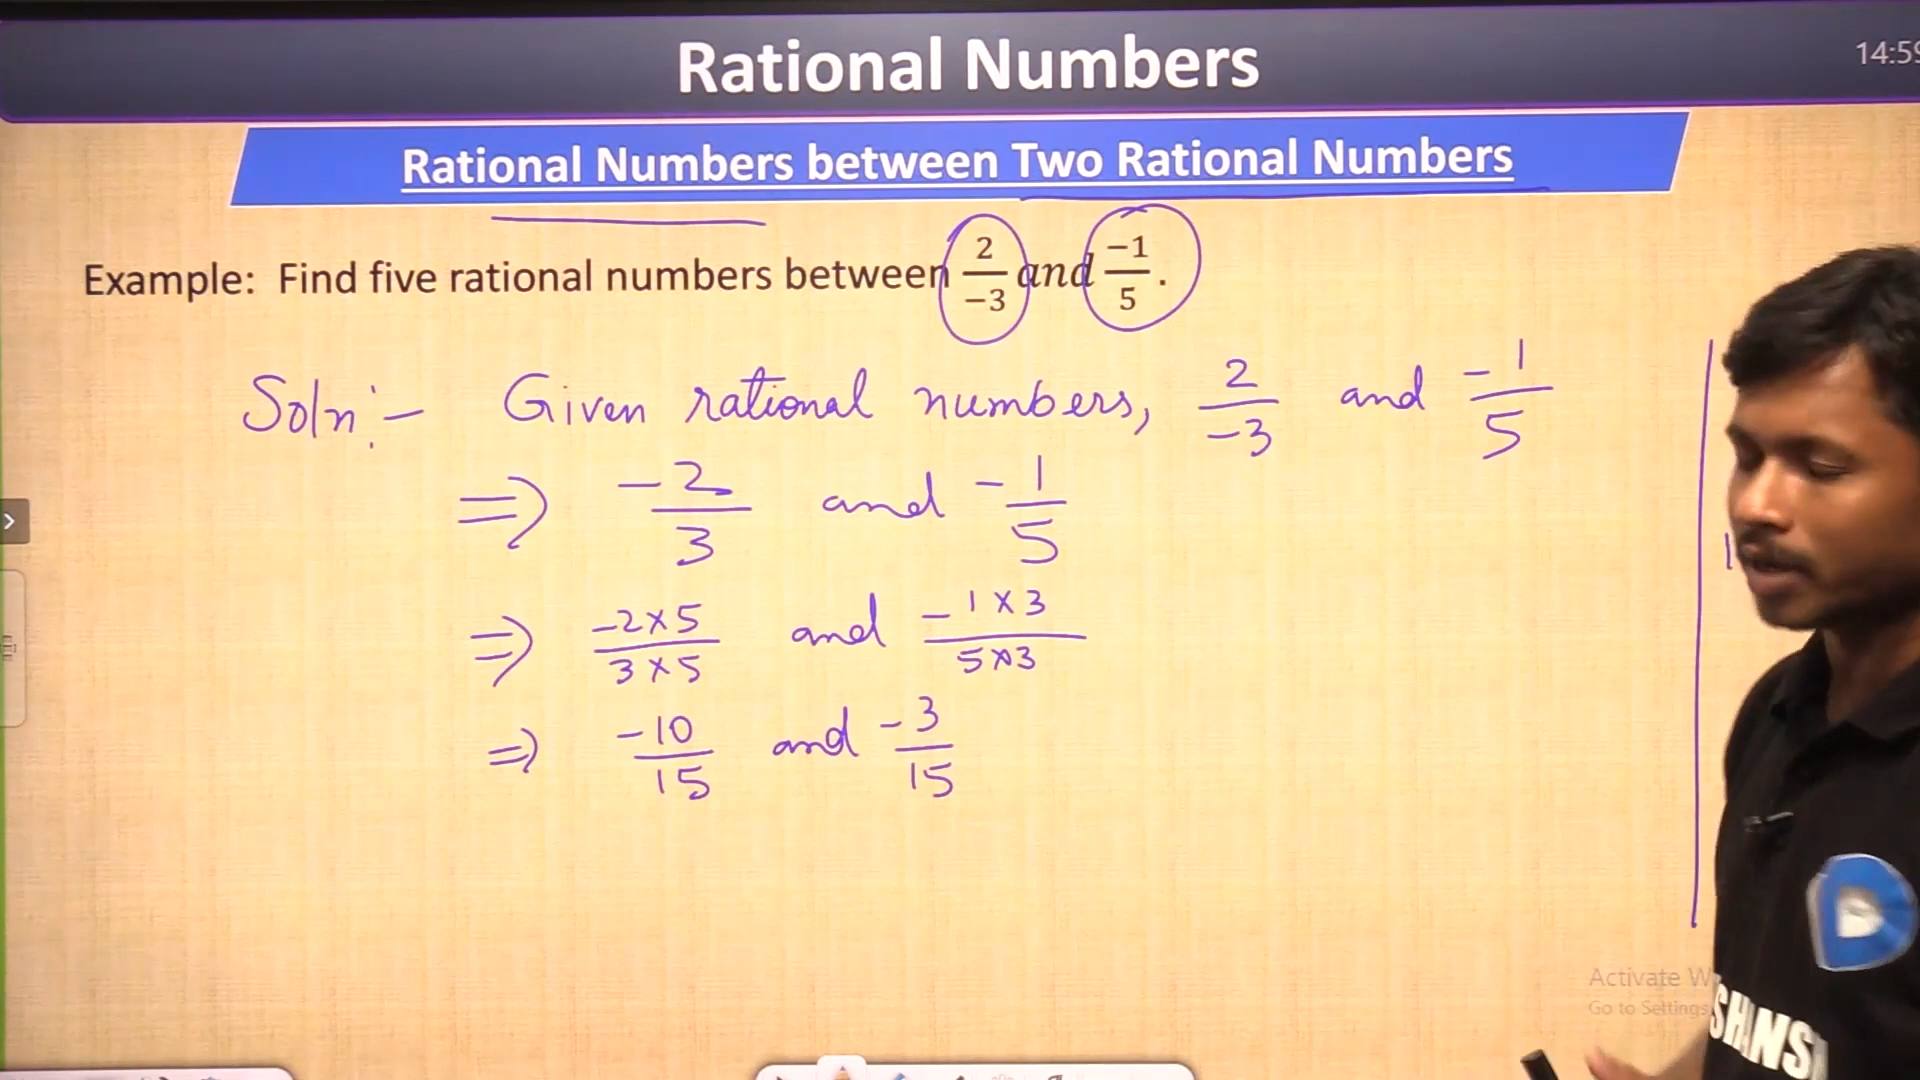 Rational Numbers
14:59
Rational Numbers between Two Rational Numbers
Example: Find five rational numbers between 2/-3 and -1/5 .
Soln:- Given rational numbers, 2/-3 and -1/5
=> -2/3 and -1/5
=> -2×5/3×5 and -1×3/5×3
=> -10/15 and -3/15
Activate W
Go to Settings
SHANS